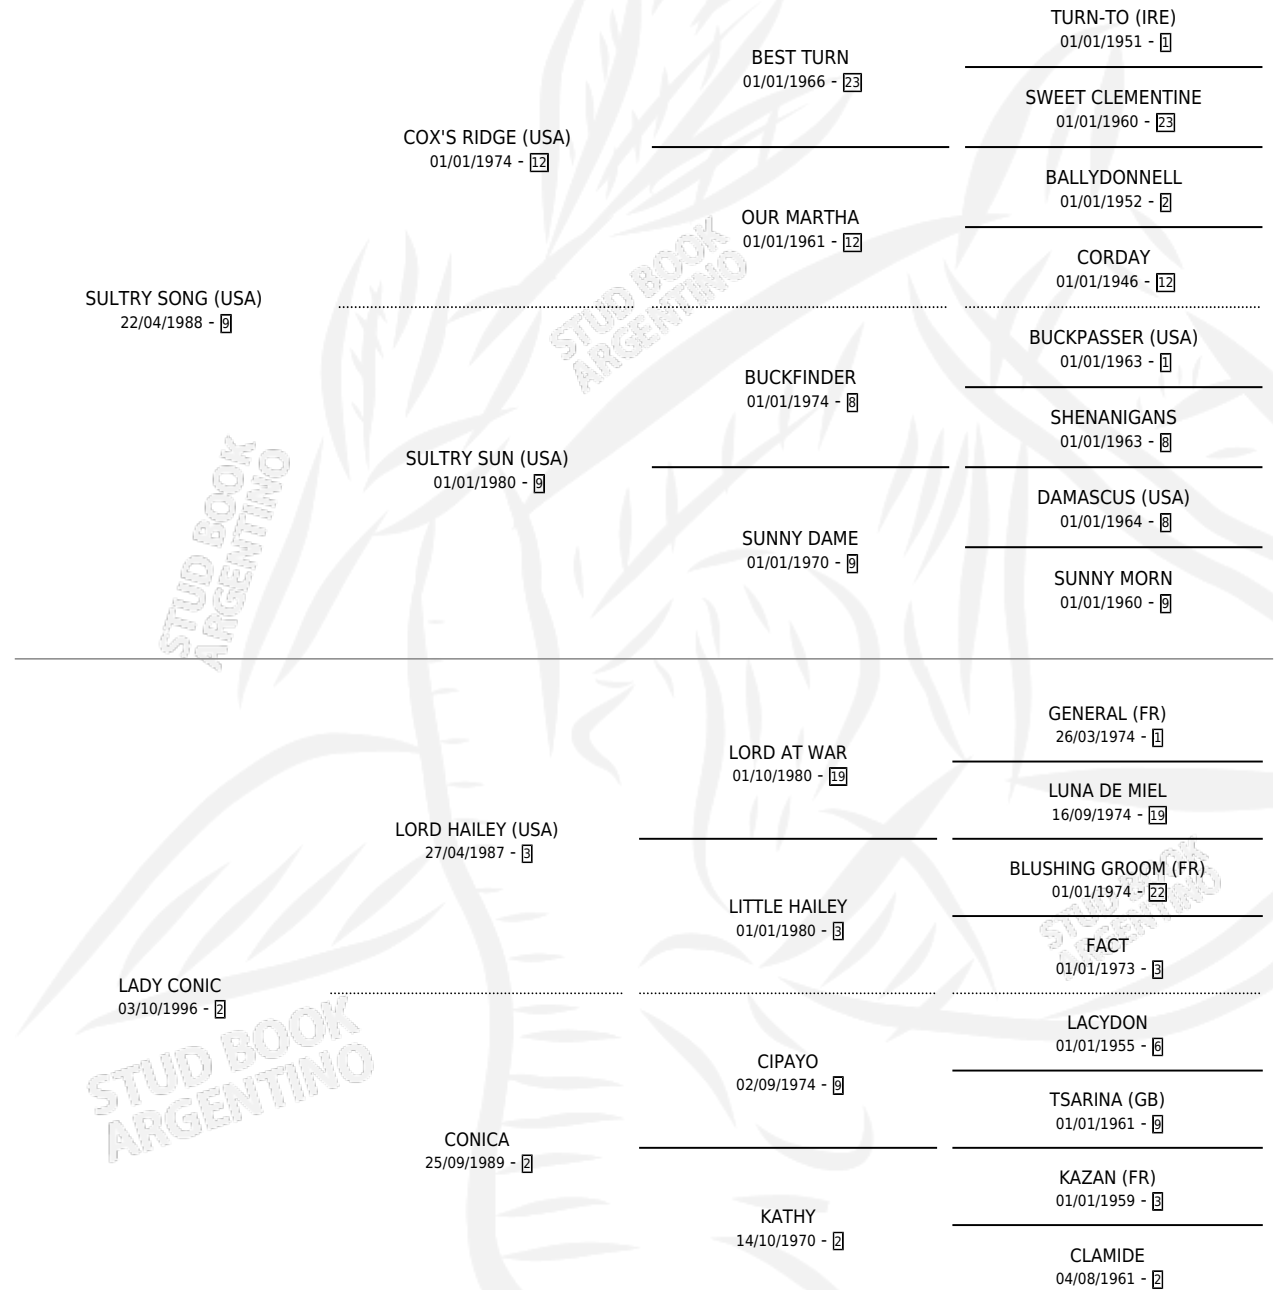 TURN-TO (IRE)
01/01/1951 - 1
BEST TURN
01/01/1966 - 23
SWEET CLEMENTINE
01/01/1960 - 23
COX'S RIDGE (USA)
01/01/1974 - 12
BALLYDONNELL
01/01/1952 - 2
OUR MARTHA
01/01/1961 - 12
CORDAY
01/01/1946 - 12
SULTRY SONG (USA)
22/04/1988 - 9
BUCKPASSER (USA)
01/01/1963 - 1
BUCKFINDER
01/01/1974 - 8
SHENANIGANS
01/01/1963 - 8
SULTRY SUN (USA)
01/01/1980 - 9
DAMASCUS (USA)
01/01/1964 - 8
SUNNY DAME
01/01/1970 - 9
SUNNY MORN
01/01/1960 - 9
GENERAL (FR)
26/03/1974 - 1
LORD AT WAR
01/10/1980 - 19
LUNA DE MIEL
16/09/1974 - 19
LORD HAILEY (USA)
27/04/1987 - 3
BLUSHING GROOM (FR)
01/01/1974 - 22
LITTLE HAILEY
01/01/1980 - 3
FACT
01/01/1973 - 3
LADY CONIC
03/10/1996 - 2
LACYDON
01/01/1955 - 6
CIPAYO
02/09/1974 - 9
TSARINA (GB)
01/01/1961 - 9
CONICA
25/09/1989 - 2
KAZAN (FR)
01/01/1959 - 3
KATHY
14/10/1970 - 2
CLAMIDE
04/08/1961 - 2
STUD BOOK
ARGENTINO
STUD BOOK
ARGENTINO
STUD BOOK
ARGENTINO
STUD BOOK
ARGENTINO